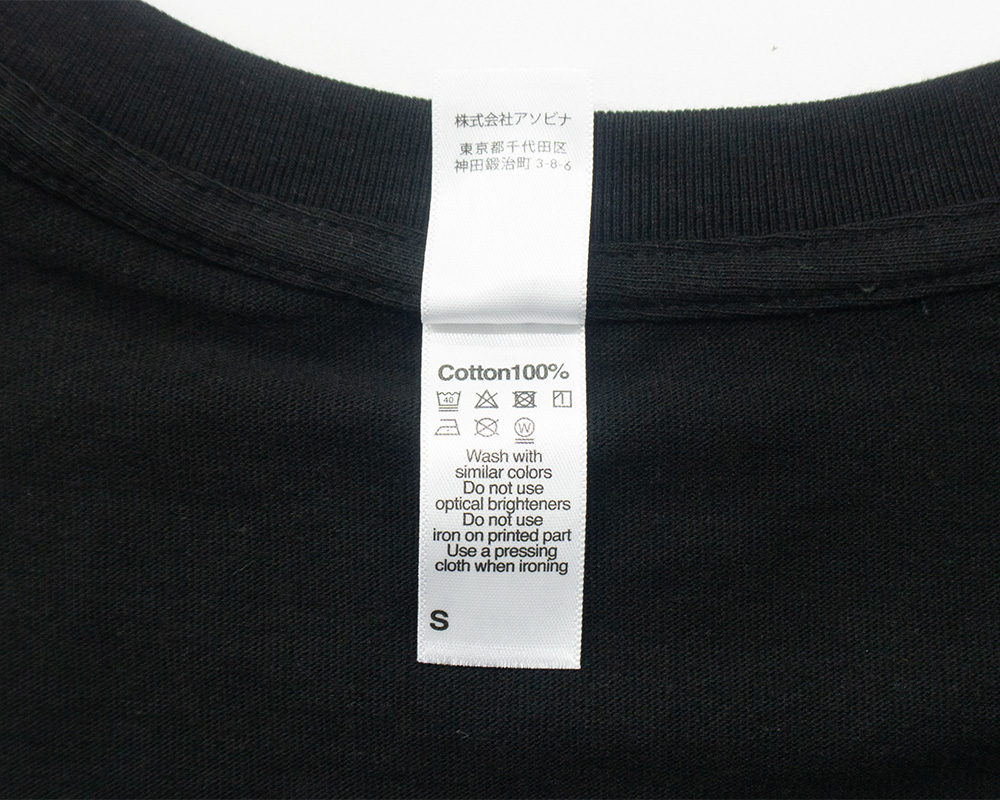 株式会社アソビナ
東京都千代田区
神田鍛治町 3-8-6
Cotton100%
40
W
Wash with
similar colors
Do not use
optical brighteners
Do not use
iron on printed part
Use a pressing
cloth when ironing
S